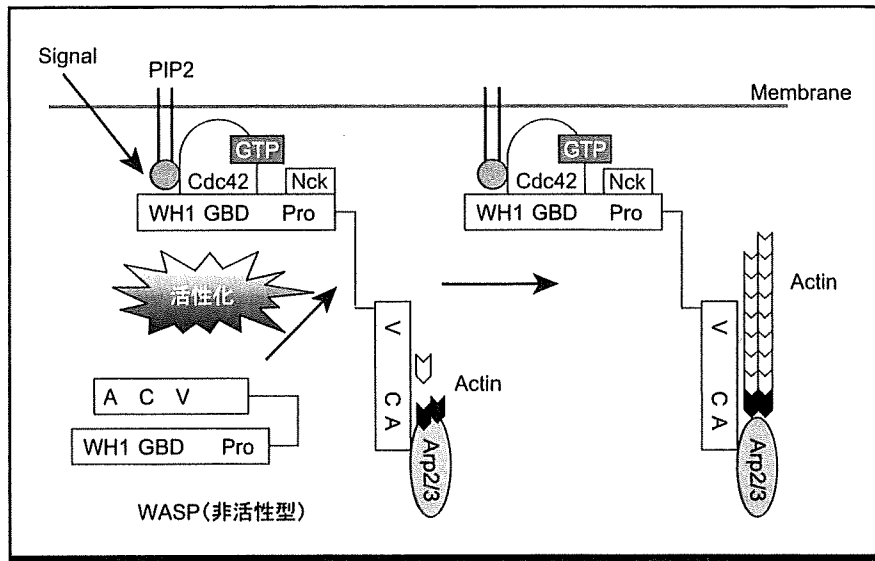 Signal
PIP2
Membrane
GTP
Cdc42
Nck
WH1 GBD Pro
GTP
Cdc42
Nck
WH1 GBD Pro
活性化
V
C A
Actin
Arp2/3
V
C A
Actin
Arp2/3
A C V
WH1 GBD Pro
WASP(非活性型)